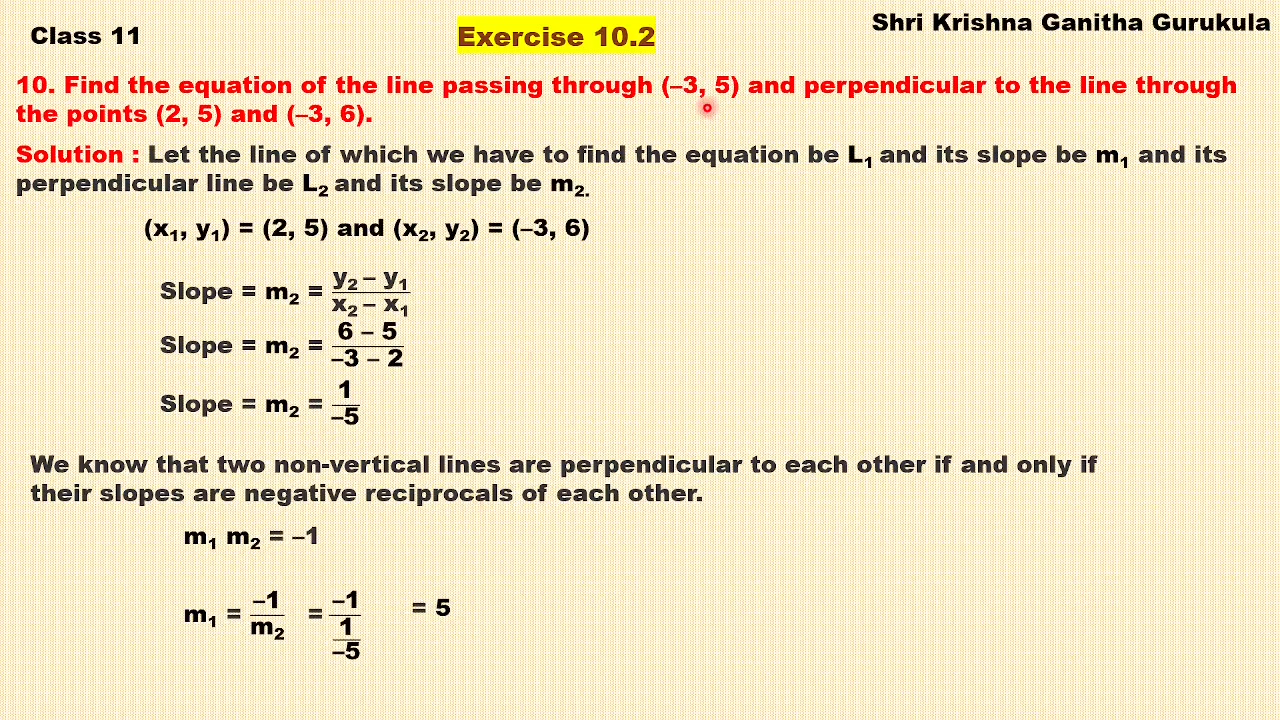 Class 11
Exercise 10.2
Shri Krishna Ganitha Gurukula
10. Find the equation of the line passing through (–3, 5) and perpendicular to the line through
the points (2, 5) and (–3, 6).
Solution : Let the line of which we have to find the equation be L₁ and its slope be m₁ and its
perpendicular line be L₂ and its slope be m₂.
(x₁, y₁) = (2, 5) and (x₂, y₂) = (–3, 6)
Slope = m₂ = (y₂ – y₁)/(x₂ – x₁)
Slope = m₂ = (6 – 5)/(–3 – 2)
Slope = m₂ = 1/–5
We know that two non-vertical lines are perpendicular to each other if and only if
their slopes are negative reciprocals of each other.
m₁ m₂ = –1
m₁ = –1/m₂ = –1/(1/–5) = 5